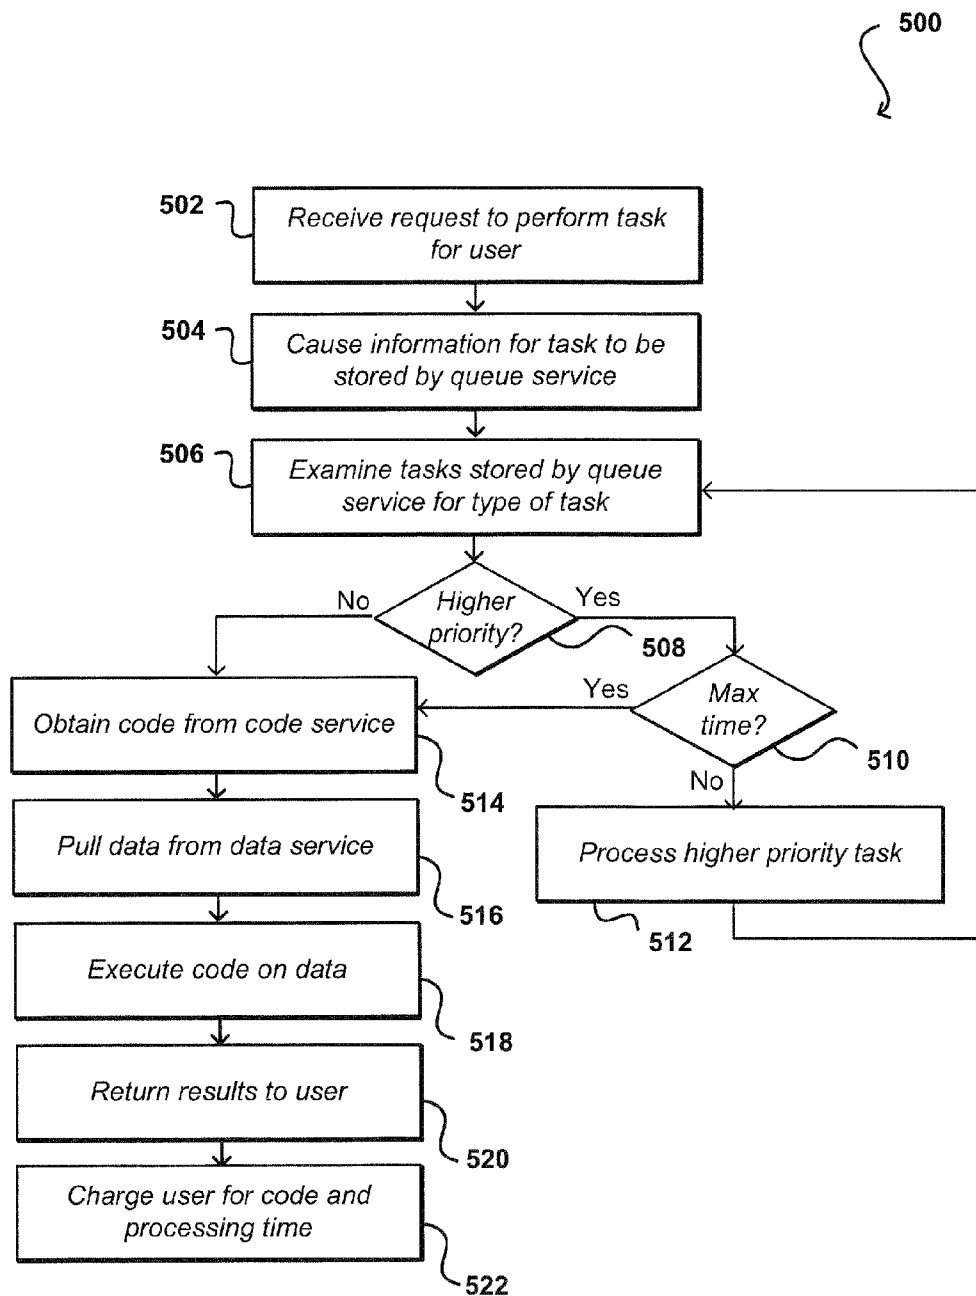 500
502
Receive request to perform task
for user
504
Cause information for task to be
stored by queue service
506
Examine tasks stored by queue
service for type of task
No
Higher
priority?
Yes
508
Yes
Max
time?
510
No
Obtain code from code service
514
Process higher priority task
512
Pull data from data service
516
Execute code on data
518
Return results to user
520
Charge user for code and
processing time
522